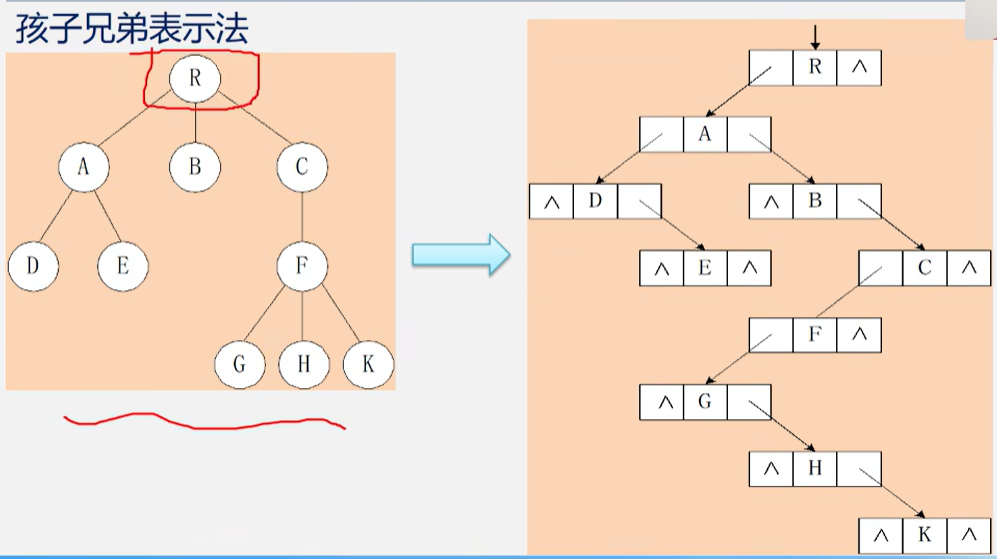 孩子兄弟表示法
R
A B C
D E F
G H K
R ∧
A
∧ D
∧ B
∧ E ∧
C ∧
F ∧
∧ G
∧ H
∧ K ∧